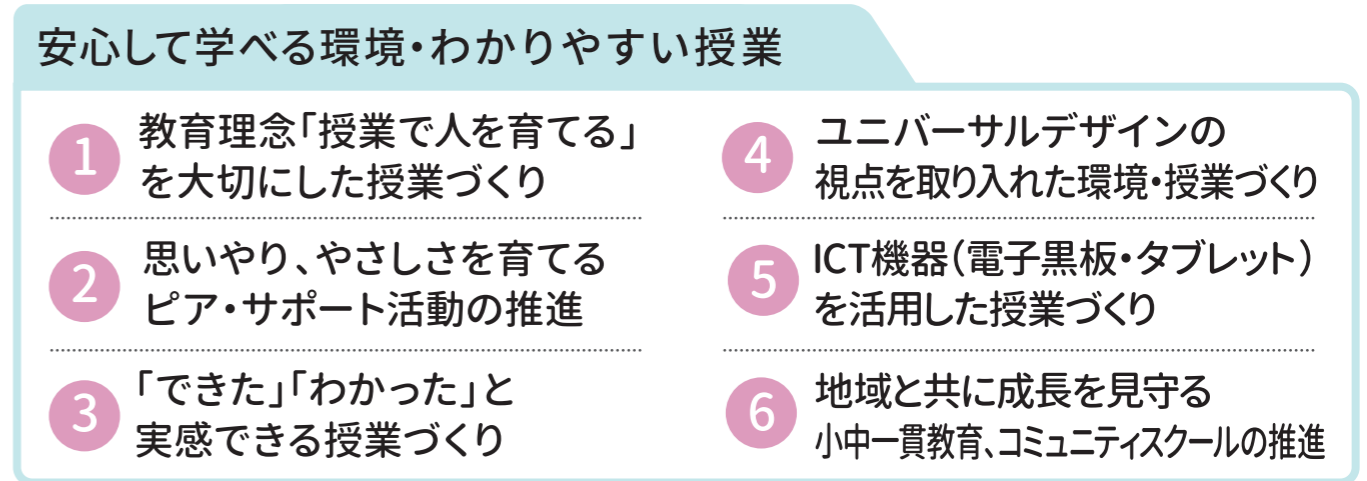 安心して学べる環境・わかりやすい授業
1 教育理念「授業で人を育てる」
を大切にした授業づくり
2 思いやり、やさしさを育てる
ピア・サポート活動の推進
3 「できた」「わかった」と
実感できる授業づくり
4 ユニバーサルデザインの
視点を取り入れた環境・授業づくり
5 ICT機器（電子黒板・タブレット）
を活用した授業づくり
6 地域と共に成長を見守る
小中一貫教育、コミュニティスクールの推進